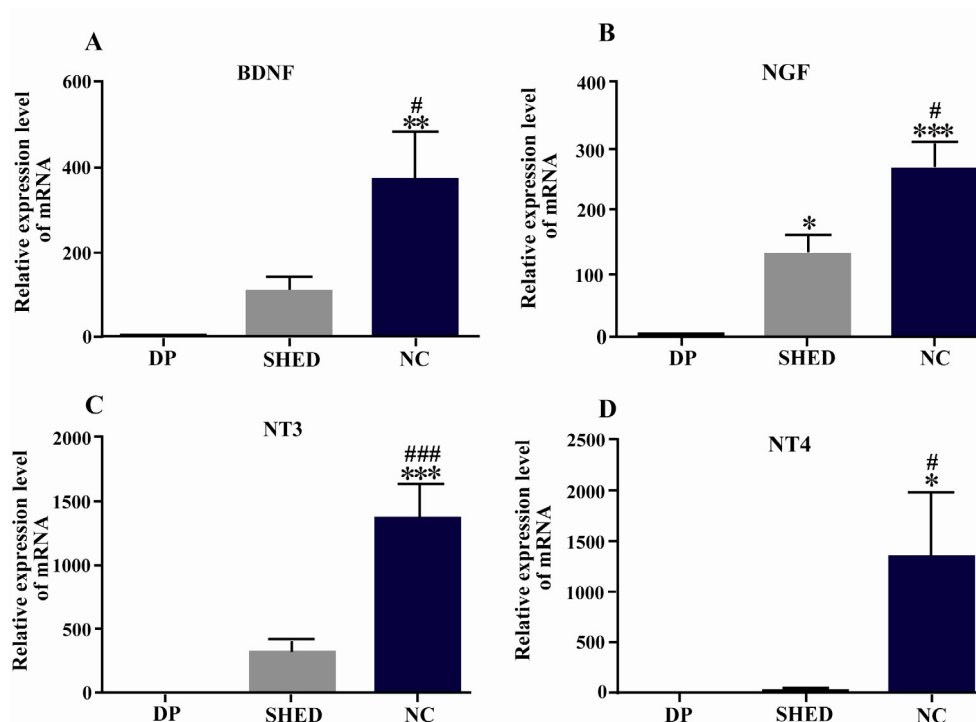 A
BDNF
Relative expression level
of mRNA
600
400
200
0
#
**
DP SHED NC
B
NGF
Relative expression level
of mRNA
400
300
200
100
0
*
#
***
DP SHED NC
C
NT3
Relative expression level
of mRNA
2000
1500
1000
500
0
###
***
DP SHED NC
D
NT4
Relative expression level
of mRNA
2500
2000
1500
1000
500
0
#
*
DP SHED NC